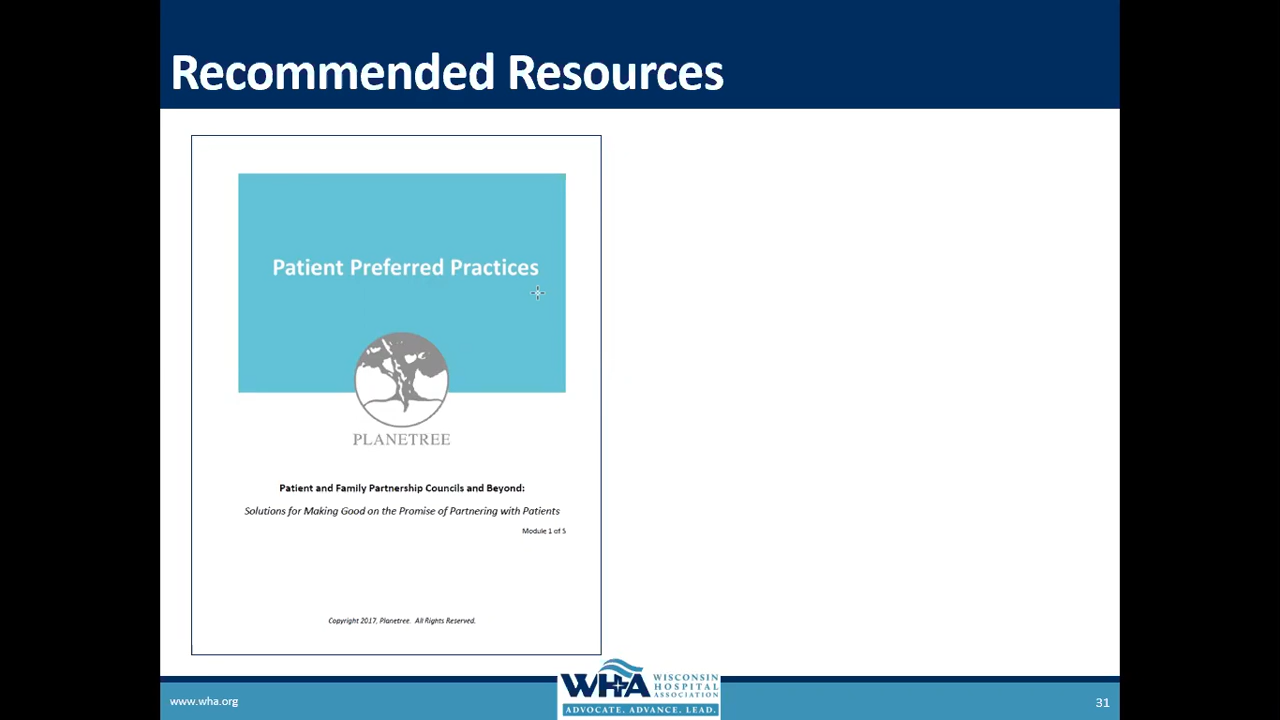 Recommended Resources
Patient Preferred Practices
PLANETREE
Patient and Family Partnership Councils and Beyond:
Solutions for Making Good on the Promise of Partnering with Patients
Module 1 of 5
Copyright 2017, Planetree. All Rights Reserved.
www.wha.org
WHA
WISCONSIN
HOSPITAL
ASSOCIATION
ADVOCATE. ADVANCE. LEAD.
31